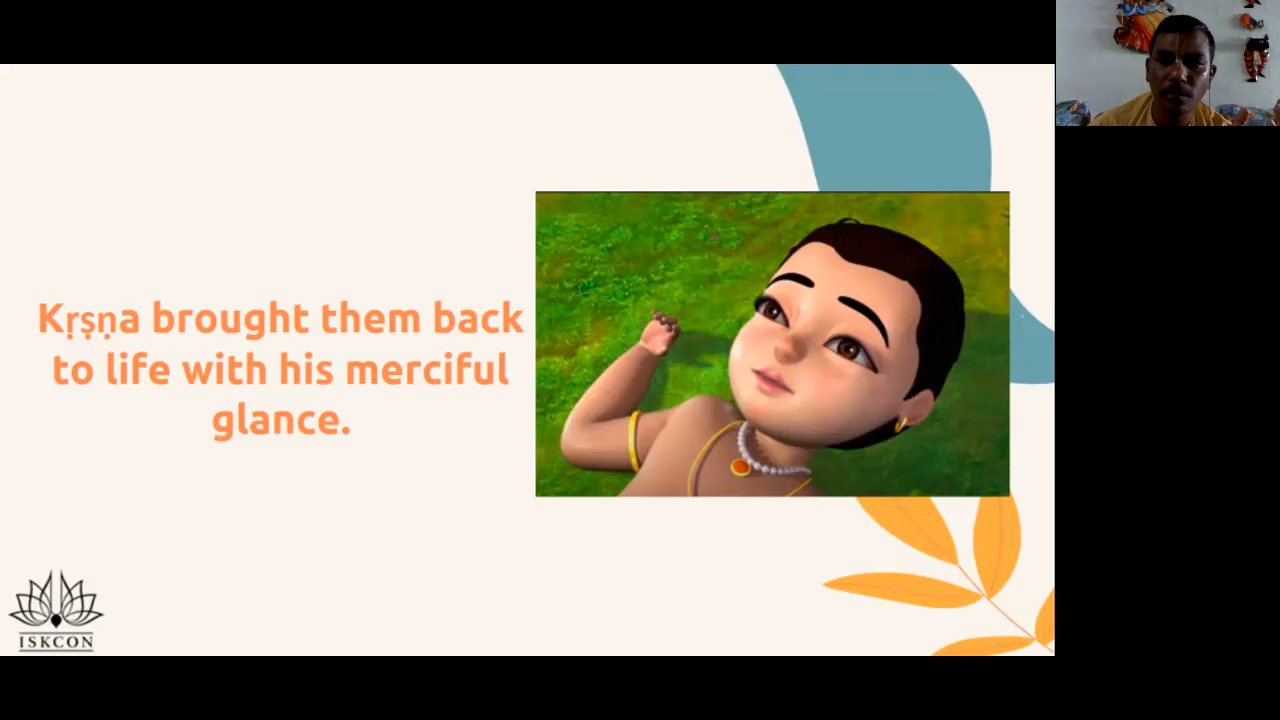 Kṛṣṇa brought them back
to life with his merciful
glance.
ISKCON